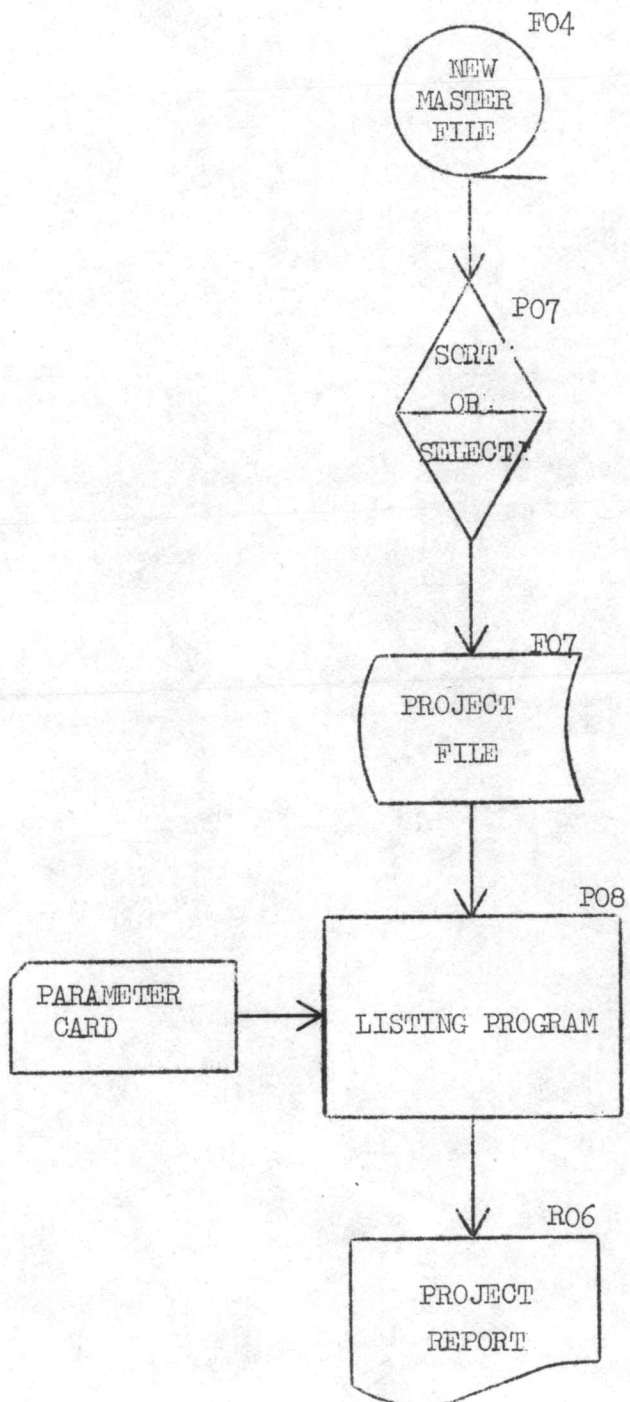 F04
NEW
MASTER
FILE
P07
SORT
OR
SELECT
F07
PROJECT
FILE
P08
PARAMETER
CARD
LISTING PROGRAM
R06
PROJECT
REPORT